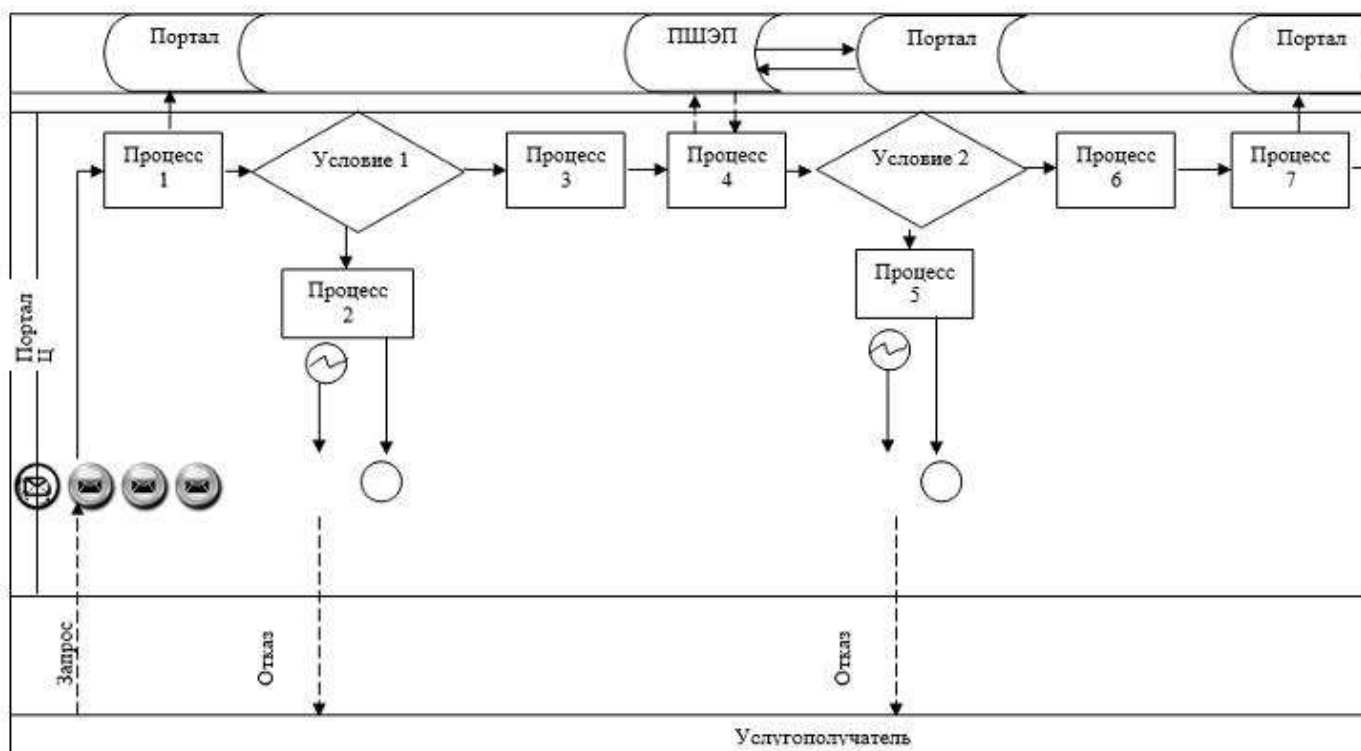 Портал
ПШЭП
Портал
Портал
Процесс
1
Условие 1
Процесс
3
Процесс
4
Условие 2
Процесс
6
Процесс
7
Процесс
2
Процесс
5
Портал
Ц
Запрос
Отказ
Отказ
Услугополучатель